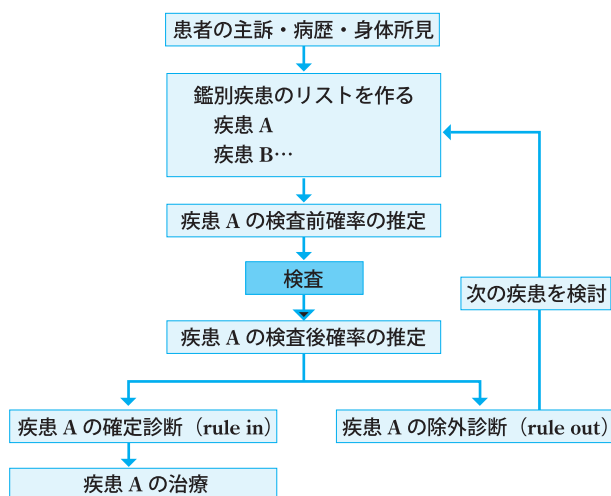 患者の主訴・病歴・身体所見
鑑別疾患のリストを作る
疾患 A
疾患 B…
疾患 A の検査前確率の推定
検査
次の疾患を検討
疾患 A の検査後確率の推定
疾患 A の確定診断（rule in）
疾患 A の除外診断（rule out）
疾患 A の治療